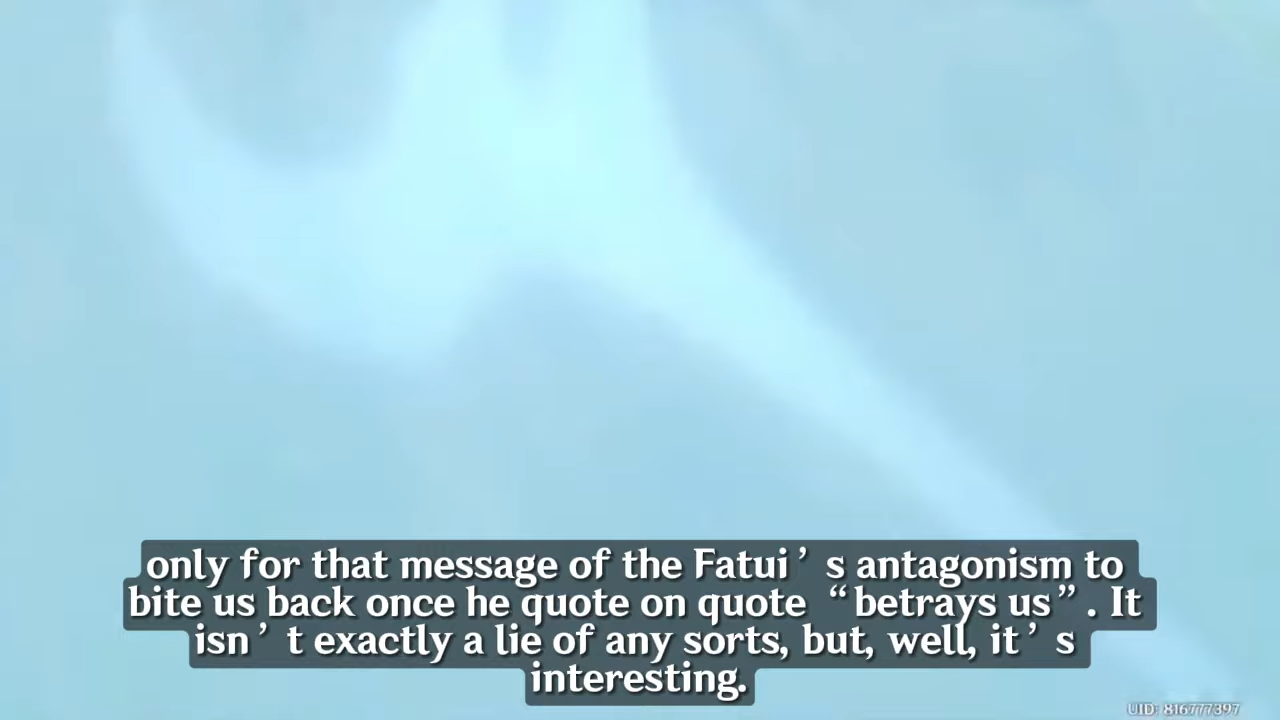 only for that message of the Fatui’s antagonism to
bite us back once he quote on quote “betrays us”. It
isn’t exactly a lie of any sorts, but, well, it’s
interesting.
UID: 816777397